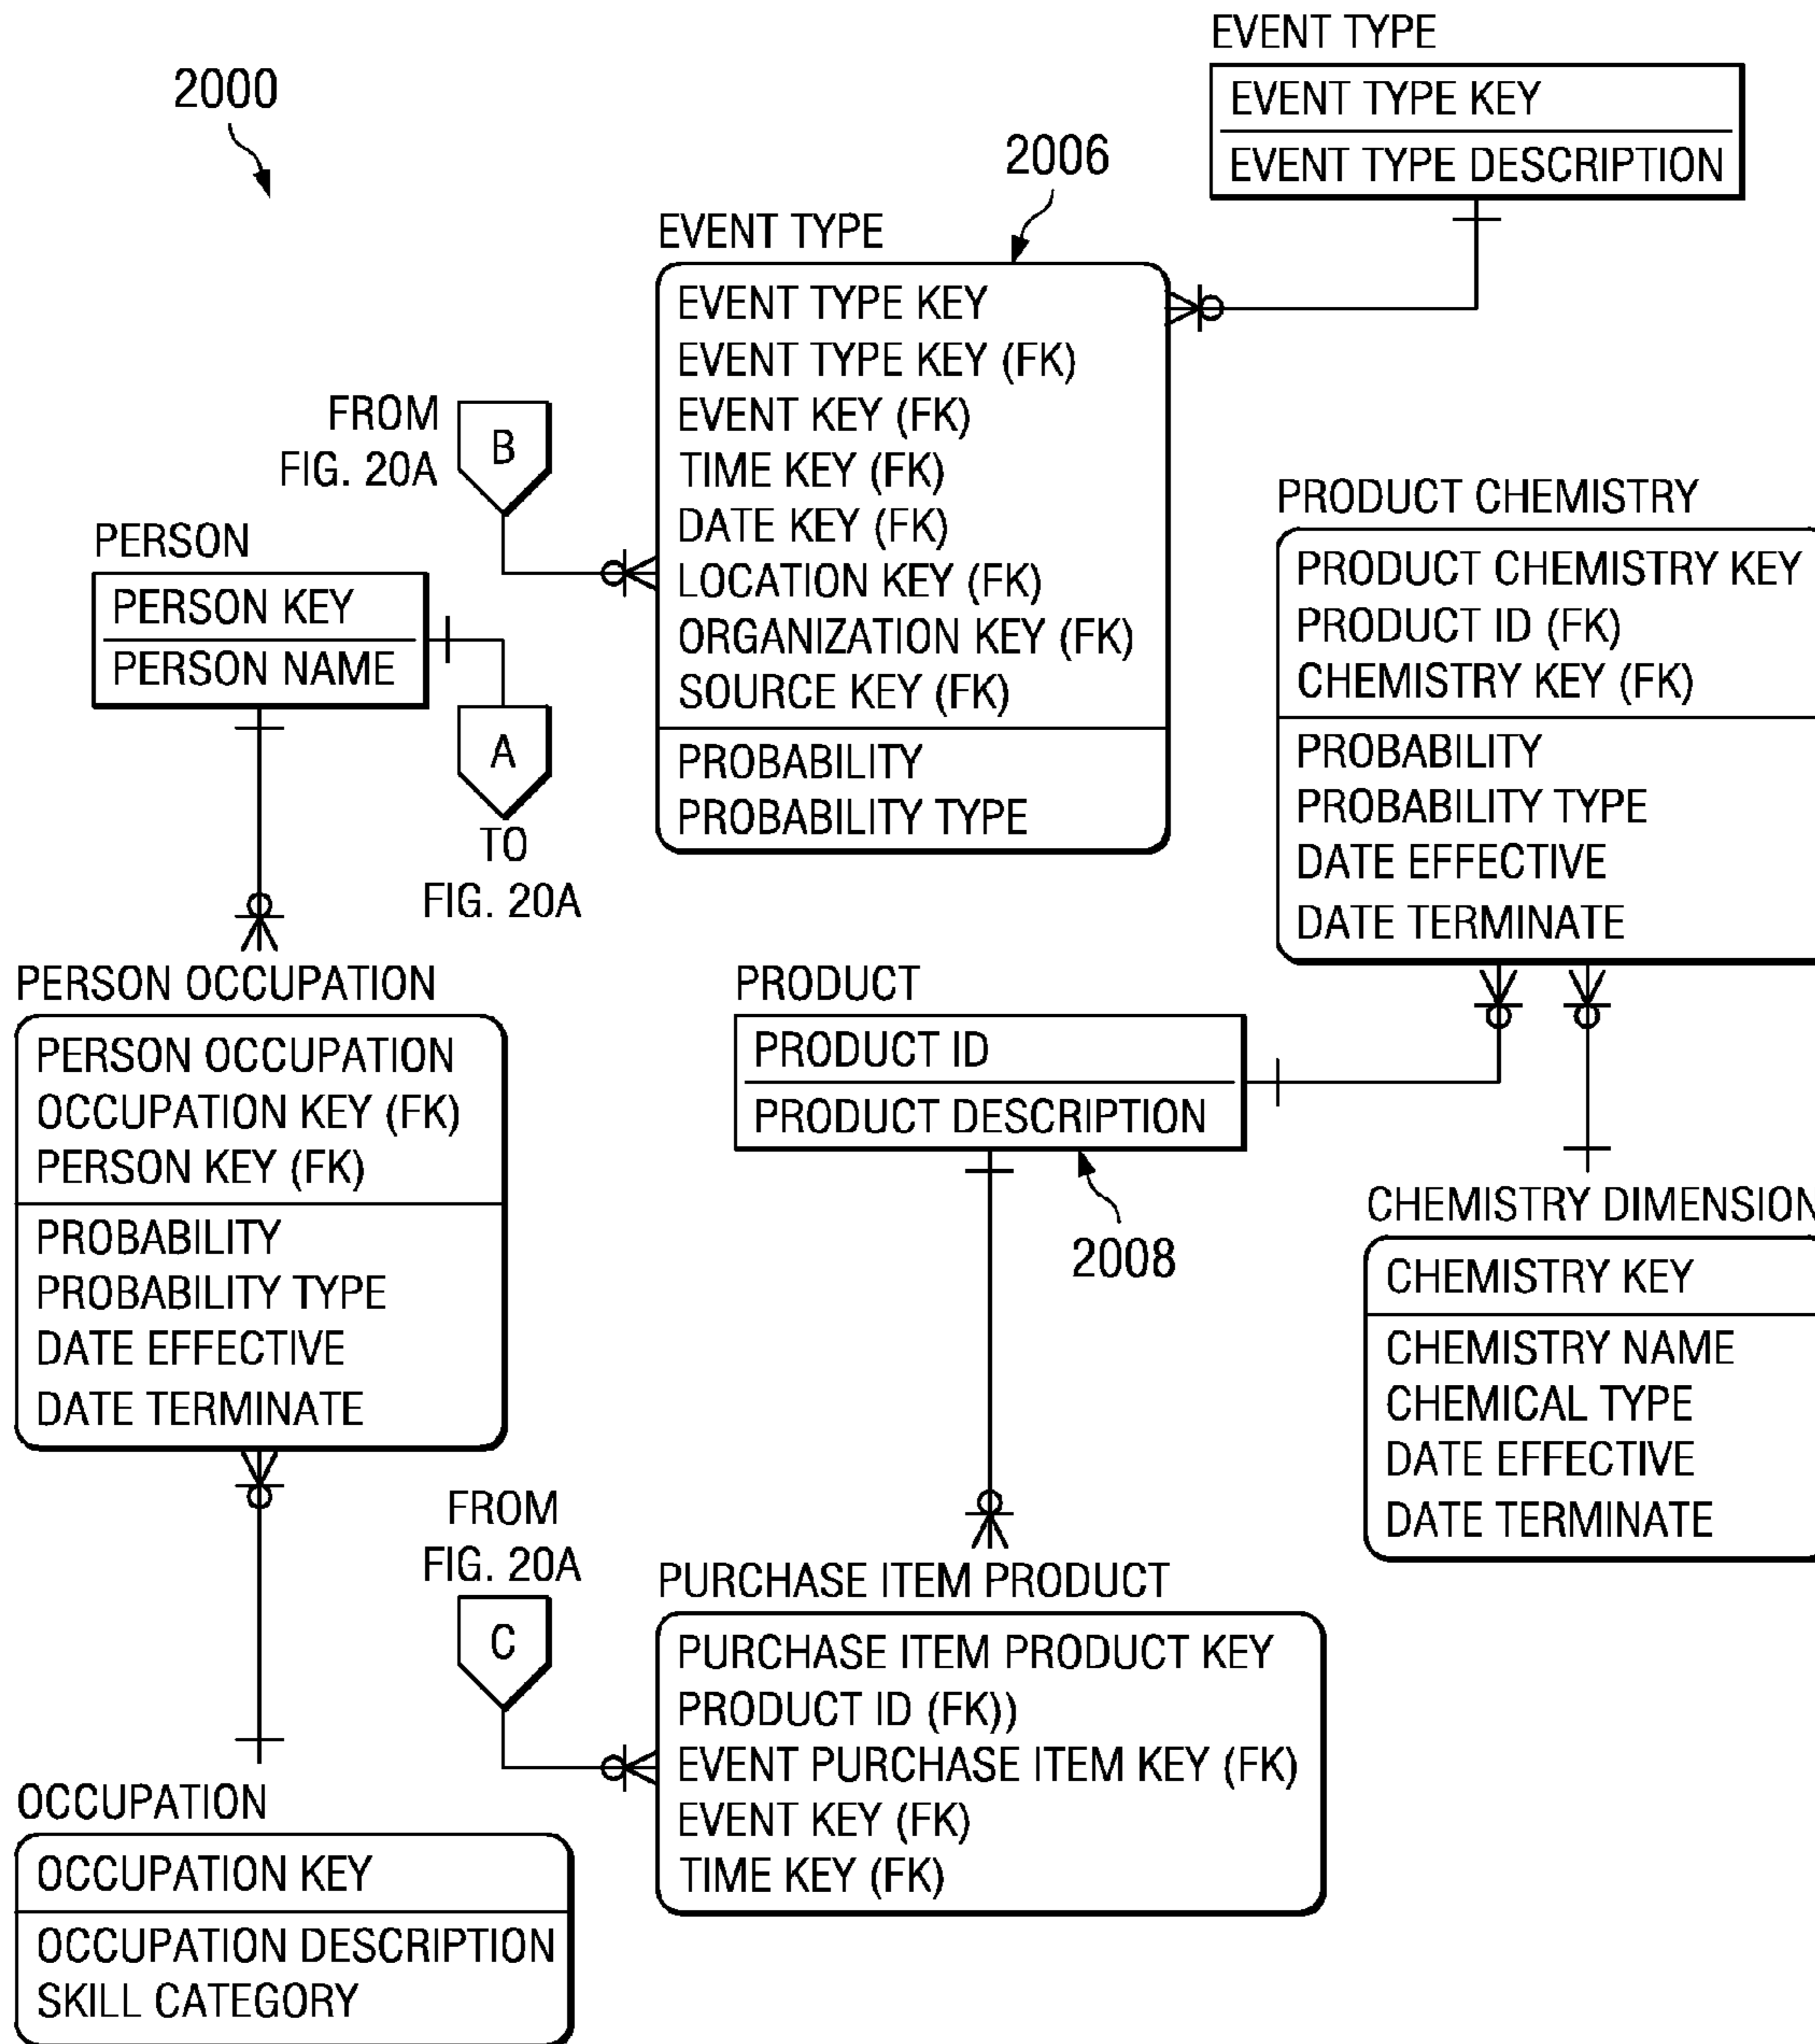 2000
EVENT TYPE
EVENT TYPE KEY
EVENT TYPE DESCRIPTION
2006
EVENT TYPE
EVENT TYPE KEY
EVENT TYPE KEY (FK)
EVENT KEY (FK)
TIME KEY (FK)
DATE KEY (FK)
LOCATION KEY (FK)
ORGANIZATION KEY (FK)
SOURCE KEY (FK)
PROBABILITY
PROBABILITY TYPE
FROM
FIG. 20A
B
PERSON
PERSON KEY
PERSON NAME
A
TO
FIG. 20A
PRODUCT CHEMISTRY
PRODUCT CHEMISTRY KEY
PRODUCT ID (FK)
CHEMISTRY KEY (FK)
PROBABILITY
PROBABILITY TYPE
DATE EFFECTIVE
DATE TERMINATE
PERSON OCCUPATION
PERSON OCCUPATION
OCCUPATION KEY (FK)
PERSON KEY (FK)
PROBABILITY
PROBABILITY TYPE
DATE EFFECTIVE
DATE TERMINATE
PRODUCT
PRODUCT ID
PRODUCT DESCRIPTION
2008
CHEMISTRY DIMENSION
CHEMISTRY KEY
CHEMISTRY NAME
CHEMICAL TYPE
DATE EFFECTIVE
DATE TERMINATE
FROM
FIG. 20A
C
PURCHASE ITEM PRODUCT
PURCHASE ITEM PRODUCT KEY
PRODUCT ID (FK))
EVENT PURCHASE ITEM KEY (FK)
EVENT KEY (FK)
TIME KEY (FK)
OCCUPATION
OCCUPATION KEY
OCCUPATION DESCRIPTION
SKILL CATEGORY